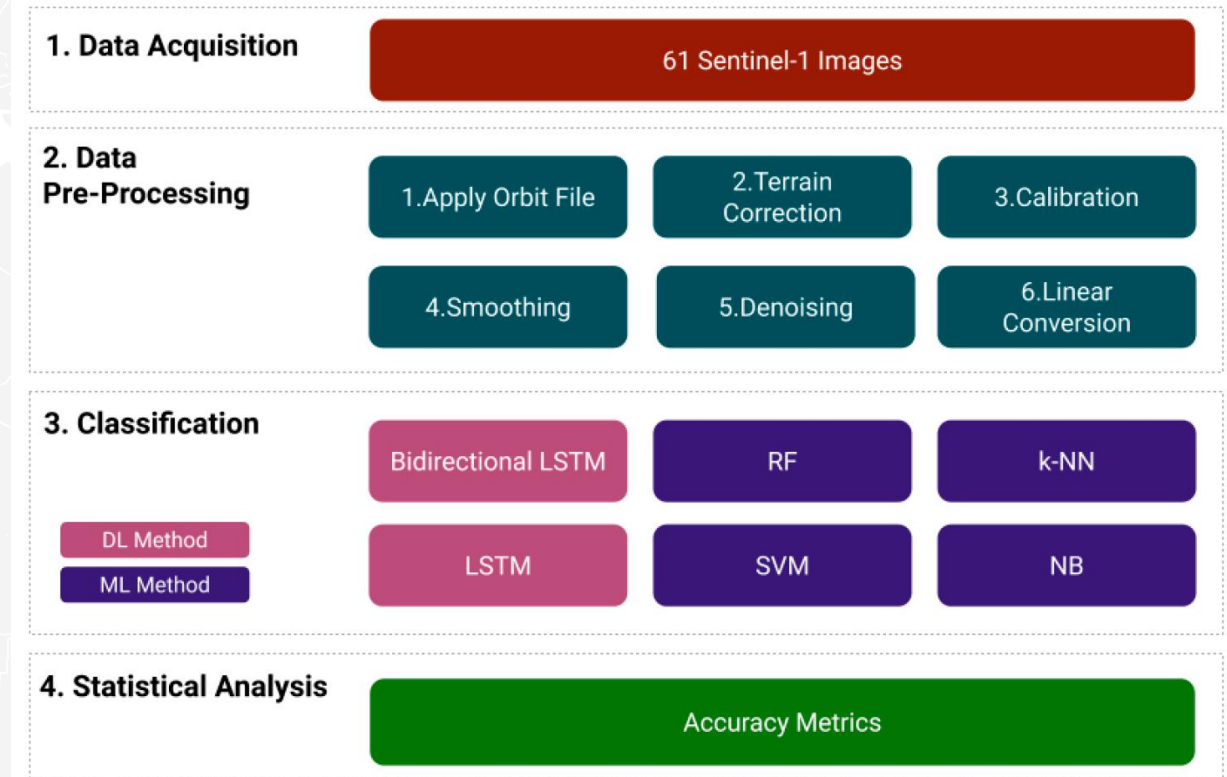 1. Data Acquisition
61 Sentinel-1 Images
2. Data
Pre-Processing
1.Apply Orbit File
2.Terrain
Correction
3.Calibration
4.Smoothing
5.Denoising
6.Linear
Conversion
3. Classification
Bidirectional LSTM
RF
k-NN
DL Method
ML Method
LSTM
SVM
NB
4. Statistical Analysis
Accuracy Metrics